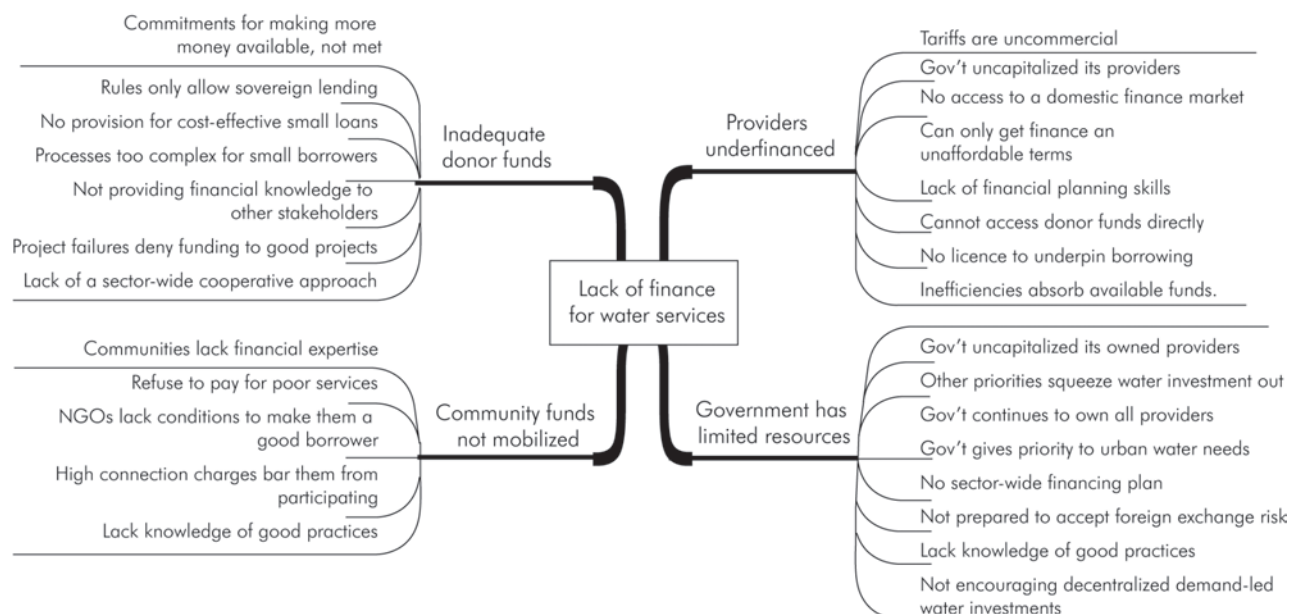 Commitments for making more
money available, not met
Rules only allow sovereign lending
No provision for cost-effective small loans
Processes too complex for small borrowers
Not providing financial knowledge to
other stakeholders
Project failures deny funding to good projects
Lack of a sector-wide cooperative approach
Inadequate
donor funds
Communities lack financial expertise
Refuse to pay for poor services
NGOs lack conditions to make them a
good borrower
High connection charges bar them from
participating
Lack knowledge of good practices
Community funds
not mobilized
Lack of finance
for water services
Providers
underfinanced
Tariffs are uncommercial
Gov't uncapitalized its providers
No access to a domestic finance market
Can only get finance an
unaffordable terms
Lack of financial planning skills
Cannot access donor funds directly
No licence to underpin borrowing
Inefficiencies absorb available funds.
Government has
limited resources
Gov't uncapitalized its owned providers
Other priorities squeeze water investment out
Gov't continues to own all providers
Gov't gives priority to urban water needs
No sector-wide financing plan
Not prepared to accept foreign exchange risk
Lack knowledge of good practices
Not encouraging decentralized demand-led
water investments